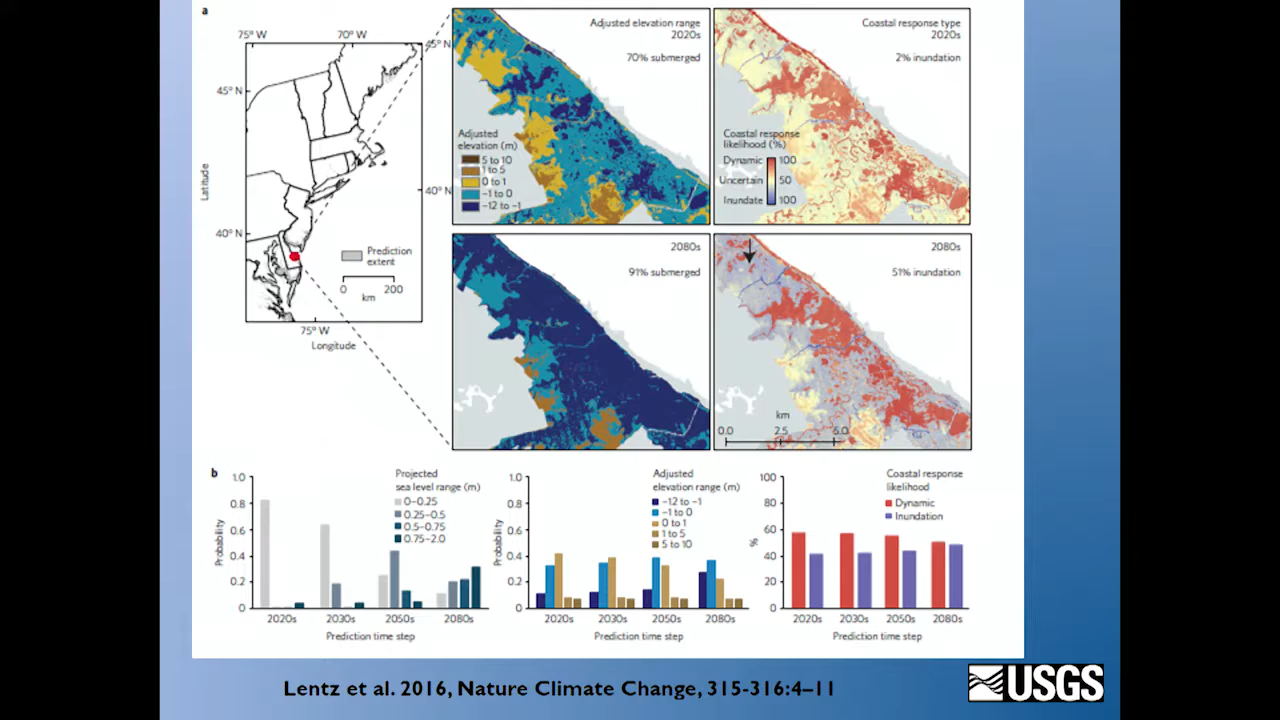 a
75° W 70° W
45° N
40° N
Latitude
Prediction
extent
0 200
km
75° W
Longitude
45° N
40° N
Adjusted elevation range
2020s
70% submerged
Adjusted
elevation (m)
5 to 10
1 to 5
0 to 1
−1 to 0
−12 to −1
Coastal response type
2020s
2% inundation
Coastal response
likelihood (%)
Dynamic 100
Uncertain 50
Inundate 100
2080s
91% submerged
2080s
51% inundation
km
0.0 2.5 5.0
b
Projected
sea level range (m)
0–0.25
0.25–0.5
0.5–0.75
0.75–2.0
1.0
0.8
0.6
0.4
0.2
0
Probability
2020s 2030s 2050s 2080s
Prediction time step
Adjusted
elevation range (m)
−12 to −1
−1 to 0
0 to 1
1 to 5
5 to 10
1.0
0.8
0.6
0.4
0.2
0
Probability
2020s 2030s 2050s 2080s
Prediction time step
Coastal response
likelihood
Dynamic
Inundation
100
80
60
40
20
0
%
2020s 2030s 2050s 2080s
Prediction time step
Lentz et al. 2016, Nature Climate Change, 315-316:4–11
USGS